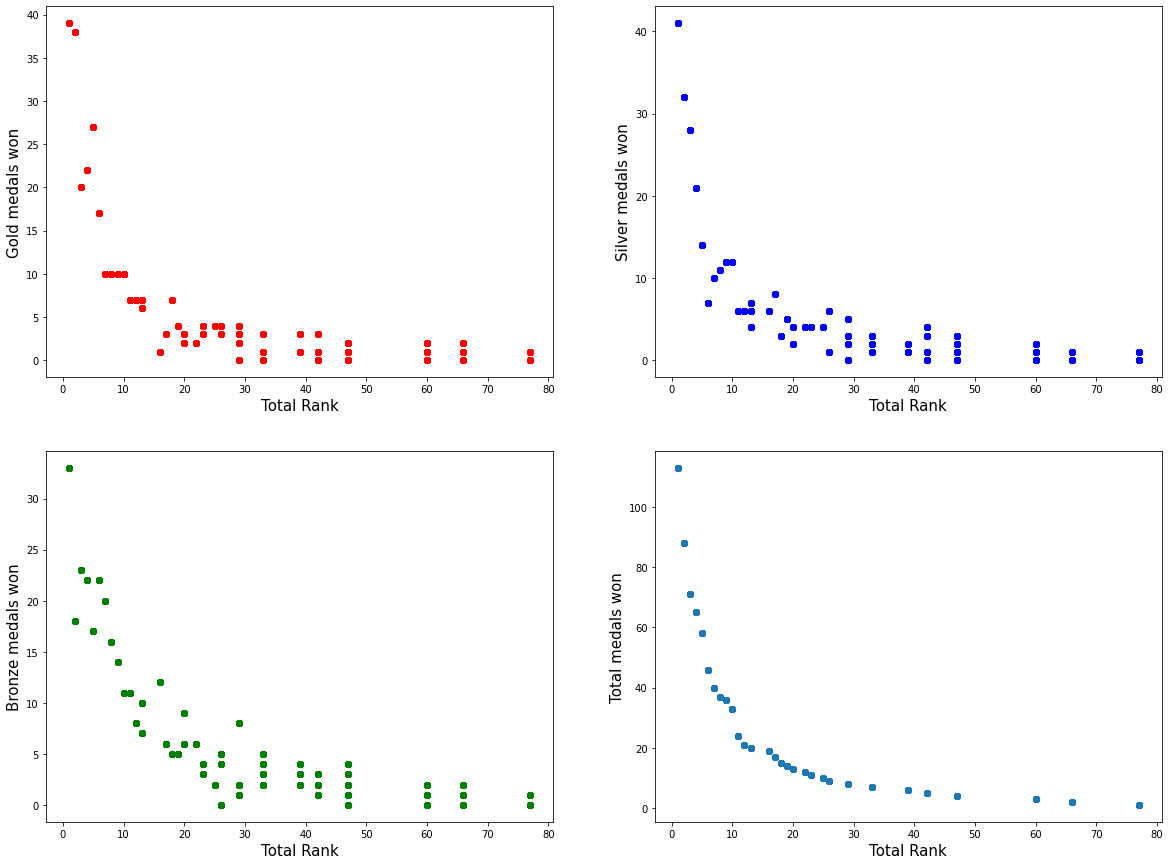 40
35
30
25
20
15
10
5
0
Gold medals won
0 10 20 30 40 50 60 70 80
Total Rank
40
30
20
10
0
Silver medals won
0 10 20 30 40 50 60 70 80
Total Rank
30
25
20
15
10
5
0
Bronze medals won
0 10 20 30 40 50 60 70 80
Total Rank
100
80
60
40
20
0
Total medals won
0 10 20 30 40 50 60 70 80
Total Rank